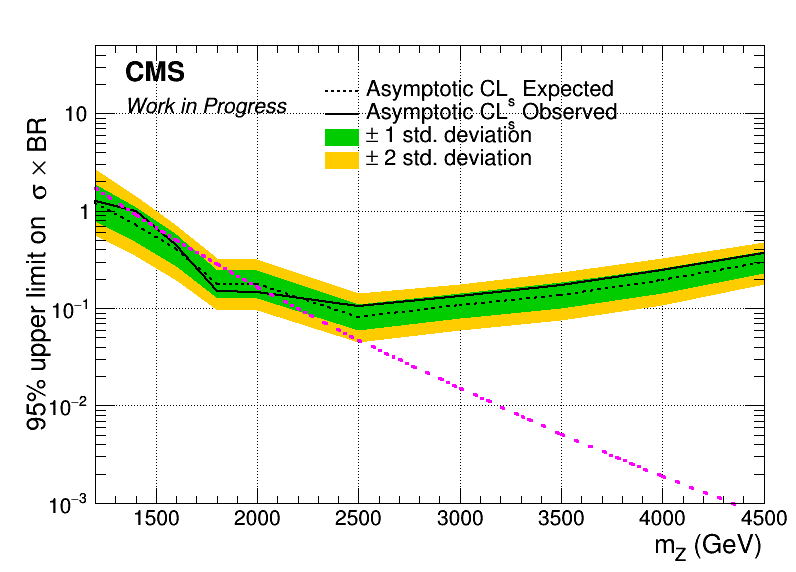 CMS
Work in Progress
Asymptotic CLs Expected
Asymptotic CLs Observed
± 1 std. deviation
± 2 std. deviation
95% upper limit on σ × BR
10
1
10⁻¹
10⁻²
10⁻³
1500 2000 2500 3000 3500 4000 4500
m_Z (GeV)